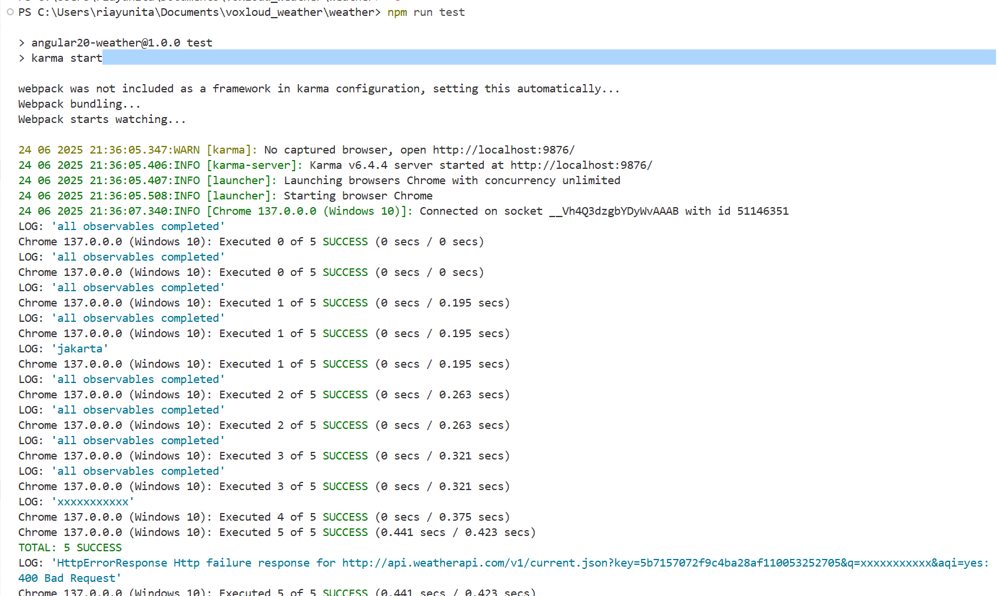 PS C:\Users\riayunita\Documents\voxloud_weather\weather> npm run test
> angular20-weather@1.0.0 test
> karma start
webpack was not included as a framework in karma configuration, setting this automatically...
Webpack bundling...
Webpack starts watching...
24 06 2025 21:36:05.347:WARN [karma]: No captured browser, open http://localhost:9876/
24 06 2025 21:36:05.406:INFO [karma-server]: Karma v6.4.4 server started at http://localhost:9876/
24 06 2025 21:36:05.407:INFO [launcher]: Launching browsers Chrome with concurrency unlimited
24 06 2025 21:36:05.508:INFO [launcher]: Starting browser Chrome
24 06 2025 21:36:07.340:INFO [Chrome 137.0.0.0 (Windows 10)]: Connected on socket __Vh4Q3dzgbYDyWvAAAB with id 51146351
LOG: 'all observables completed'
Chrome 137.0.0.0 (Windows 10): Executed 0 of 5 SUCCESS (0 secs / 0 secs)
LOG: 'all observables completed'
Chrome 137.0.0.0 (Windows 10): Executed 0 of 5 SUCCESS (0 secs / 0 secs)
LOG: 'all observables completed'
Chrome 137.0.0.0 (Windows 10): Executed 1 of 5 SUCCESS (0 secs / 0.195 secs)
LOG: 'all observables completed'
Chrome 137.0.0.0 (Windows 10): Executed 1 of 5 SUCCESS (0 secs / 0.195 secs)
LOG: 'jakarta'
Chrome 137.0.0.0 (Windows 10): Executed 1 of 5 SUCCESS (0 secs / 0.195 secs)
LOG: 'all observables completed'
Chrome 137.0.0.0 (Windows 10): Executed 2 of 5 SUCCESS (0 secs / 0.263 secs)
LOG: 'all observables completed'
Chrome 137.0.0.0 (Windows 10): Executed 2 of 5 SUCCESS (0 secs / 0.263 secs)
LOG: 'all observables completed'
Chrome 137.0.0.0 (Windows 10): Executed 3 of 5 SUCCESS (0 secs / 0.321 secs)
LOG: 'all observables completed'
Chrome 137.0.0.0 (Windows 10): Executed 3 of 5 SUCCESS (0 secs / 0.321 secs)
LOG: 'xxxxxxxxxxx'
Chrome 137.0.0.0 (Windows 10): Executed 4 of 5 SUCCESS (0 secs / 0.375 secs)
Chrome 137.0.0.0 (Windows 10): Executed 5 of 5 SUCCESS (0.441 secs / 0.423 secs)
TOTAL: 5 SUCCESS
LOG: 'HttpErrorResponse Http failure response for http://api.weatherapi.com/v1/current.json?key=5b7157072f9c4ba28af110053252705&q=xxxxxxxxxxx&aqi=yes:
400 Bad Request'
Chrome 137.0.0.0 (Windows 10): Executed 5 of 5 SUCCESS (0.441 secs / 0.423 secs)